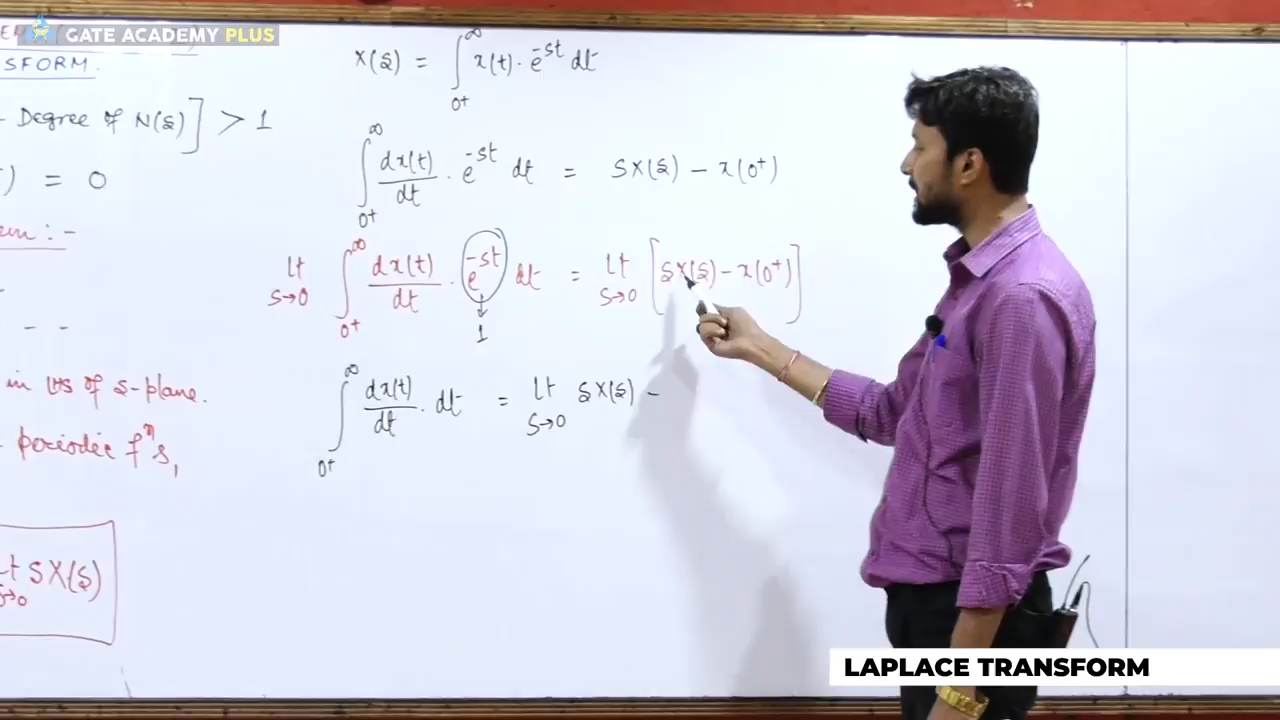 GATE ACADEMY PLUS
SFORM.
Degree of N(s)] > 1
) = 0
em :-
- -
in LHS of s-plane.
periodic fⁿs,
lt sX(s)
s→0
X(s) = ∫ x(t) · e^-st dt
∞
0⁺
∫ dx(t)/dt · e^-st dt = sX(s) - x(0⁺)
∞
0⁺
lt ∫ dx(t)/dt · e^-st dt = lt [sX(s) - x(0⁺)]
s→0
∞
0⁺
s→0
↓
1
∫ dx(t)/dt · dt = lt sX(s) -
∞
0⁺
s→0
LAPLACE TRANSFORM